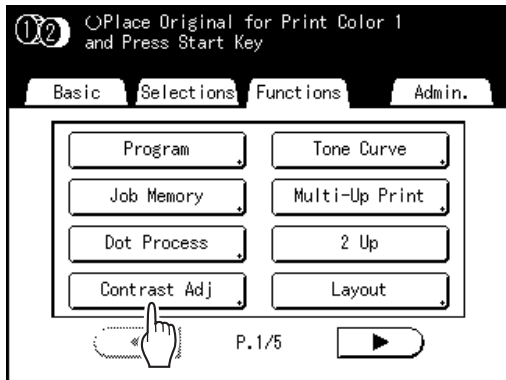 ①② Place Original for Print Color 1
and Press Start Key
Basic Selections Functions Admin.
Program Tone Curve
Job Memory Multi-Up Print
Dot Process 2 Up
Contrast Adj Layout
P.1/5